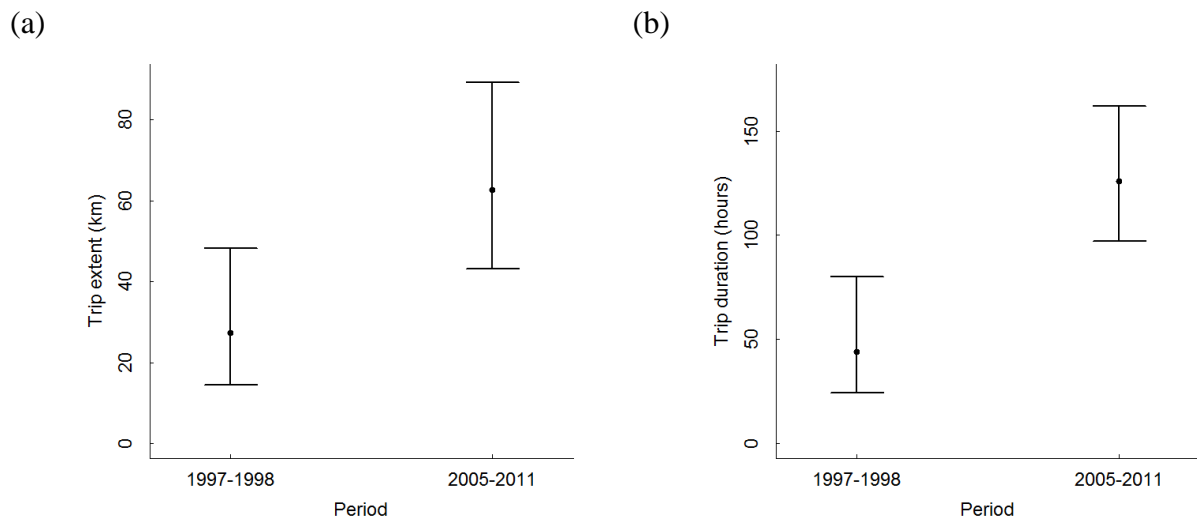 (a)
Trip extent (km)
80
60
40
20
0
1997-1998
2005-2011
Period
(b)
Trip duration (hours)
150
100
50
0
1997-1998
2005-2011
Period